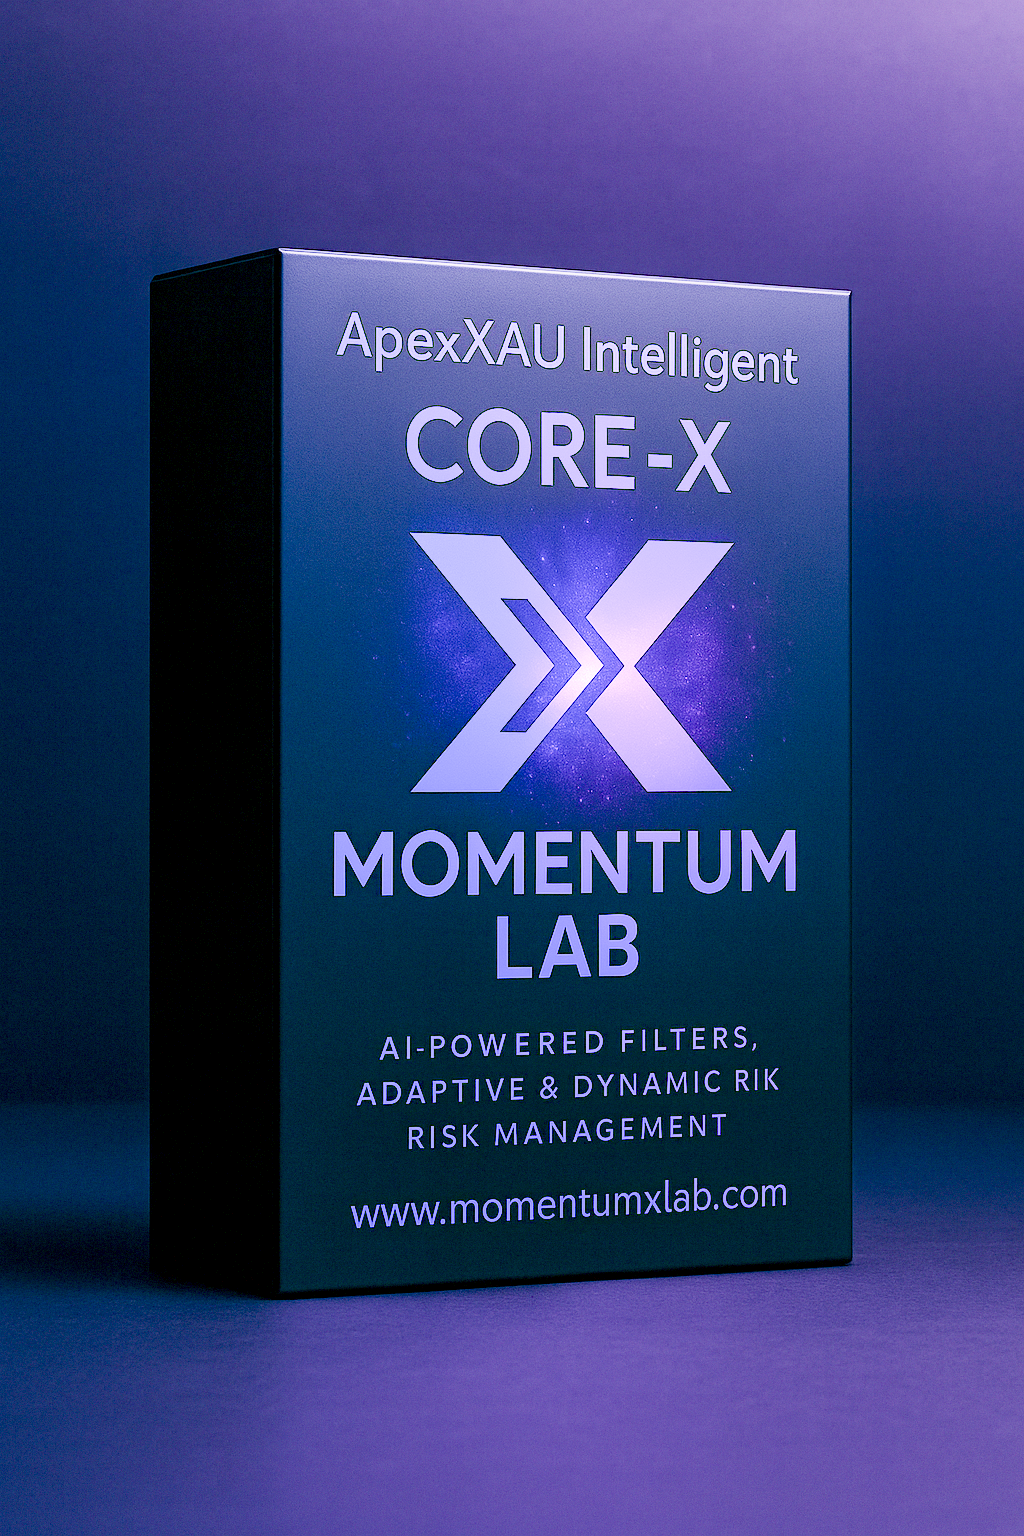 ApexXAU Intelligent
CORE-X
MOMENTUM
LAB
AI-POWERED FILTERS,
ADAPTIVE & DYNAMIC RIK
RISK MANAGEMENT
www.momentumxlab.com